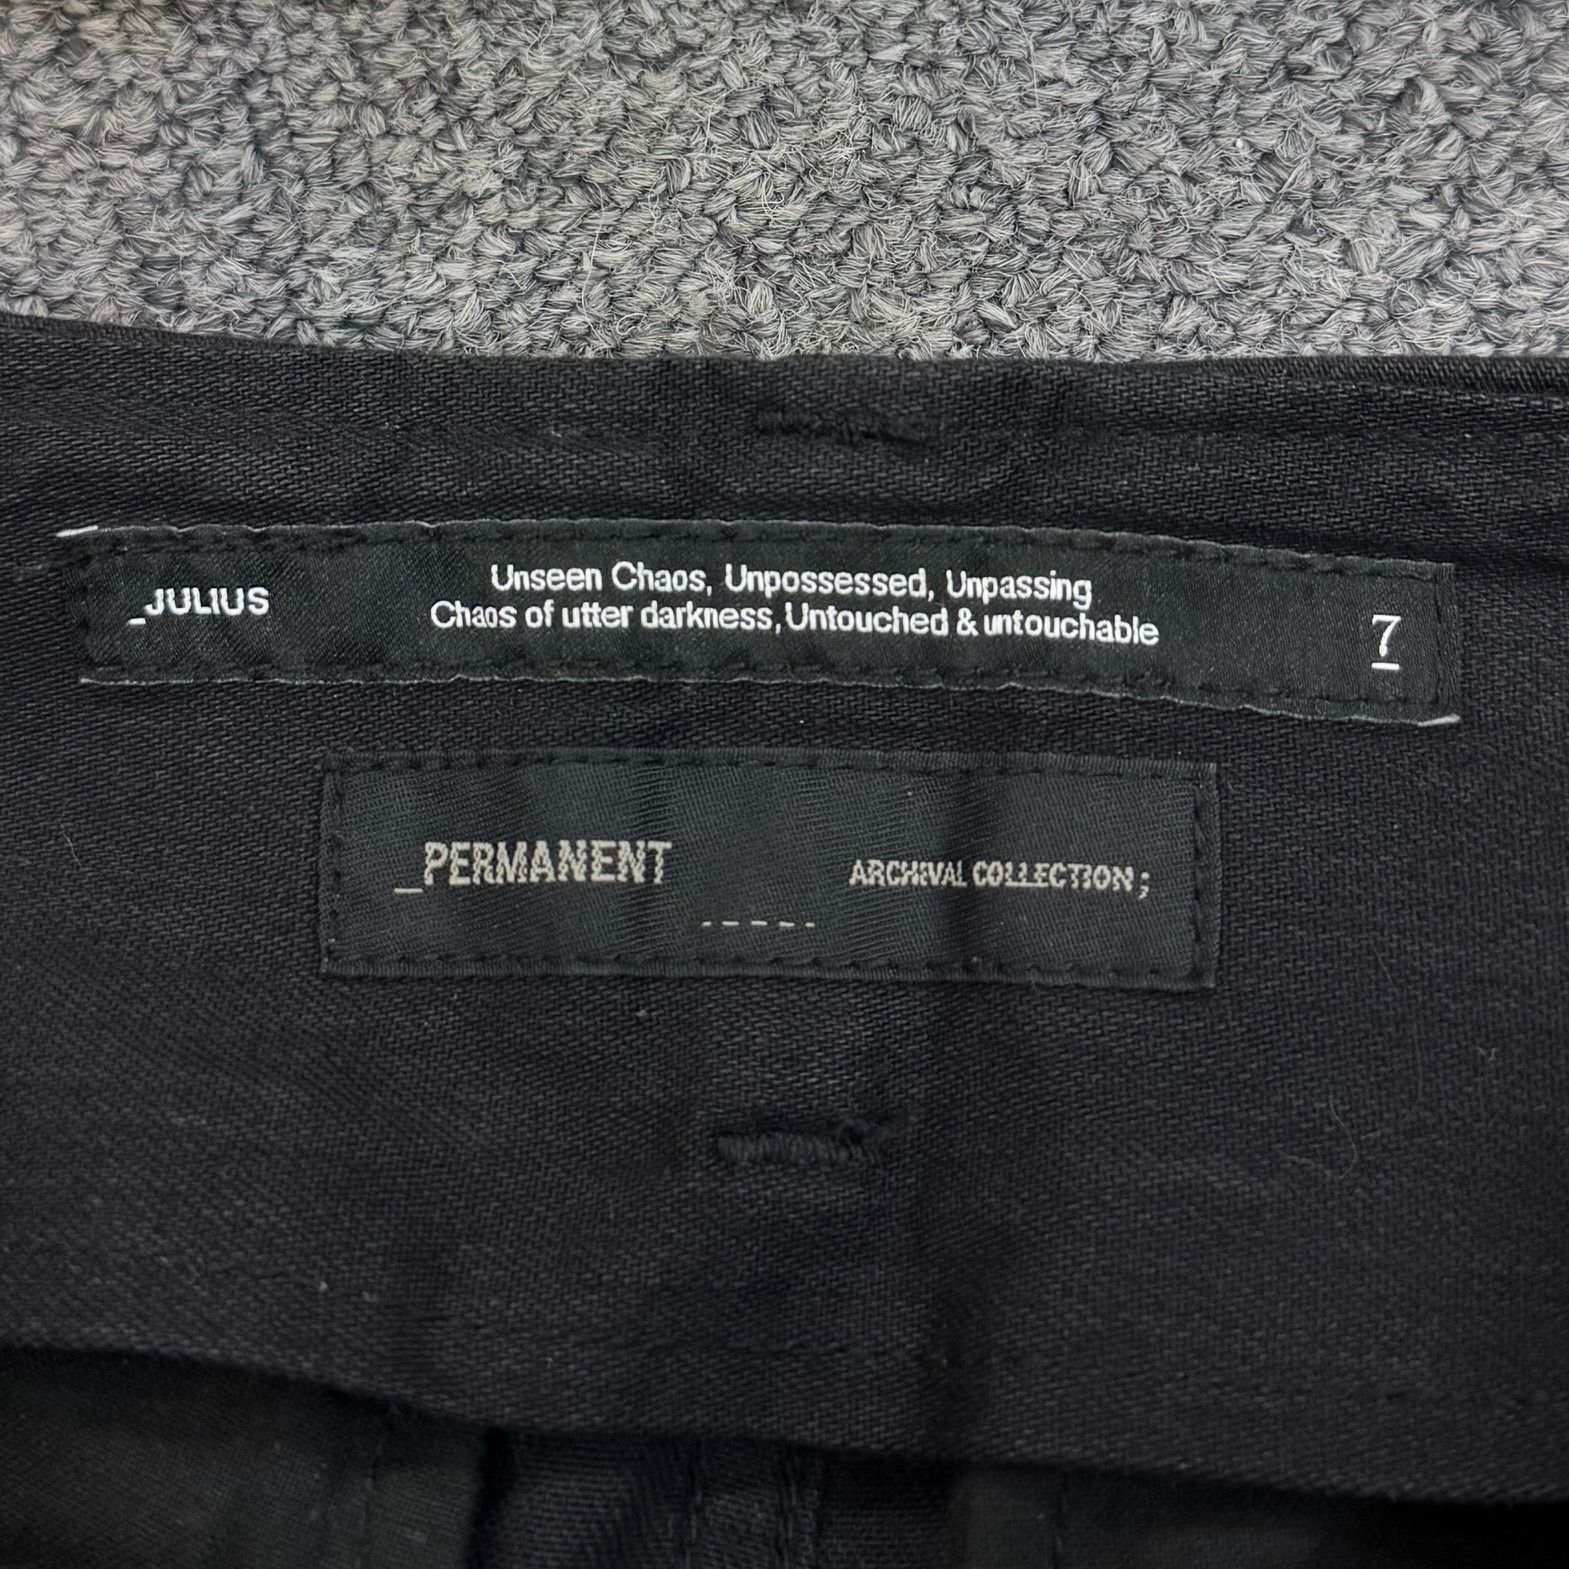 _JULIUS
Unseen Chaos, Unpossessed, Unpassing
Chaos of utter darkness, Untouched & untouchable
7
_PERMANENT
-----
ARCHIVAL COLLECTION;